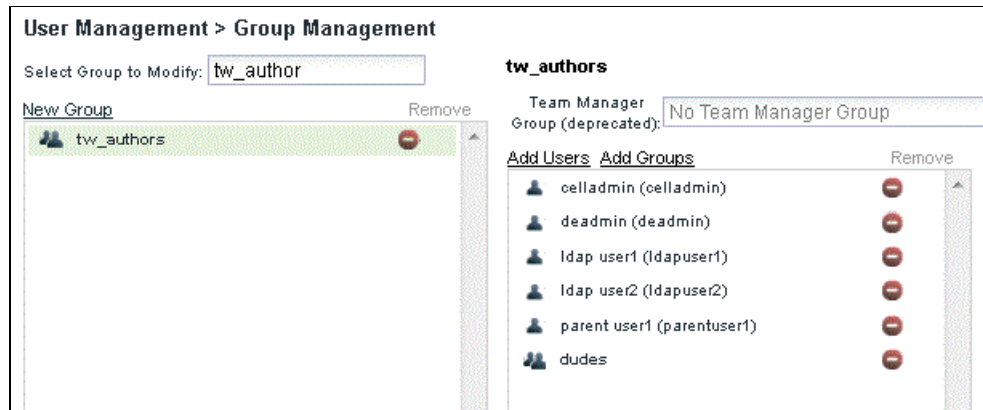 User Management > Group Management
Select Group to Modify: tw_author
New Group Remove
tw_authors
tw_authors
Team Manager
Group (deprecated): No Team Manager Group
Add Users Add Groups Remove
celladmin (celladmin)
deadmin (deadmin)
ldap user1 (ldapuser1)
ldap user2 (ldapuser2)
parent user1 (parentuser1)
dudes